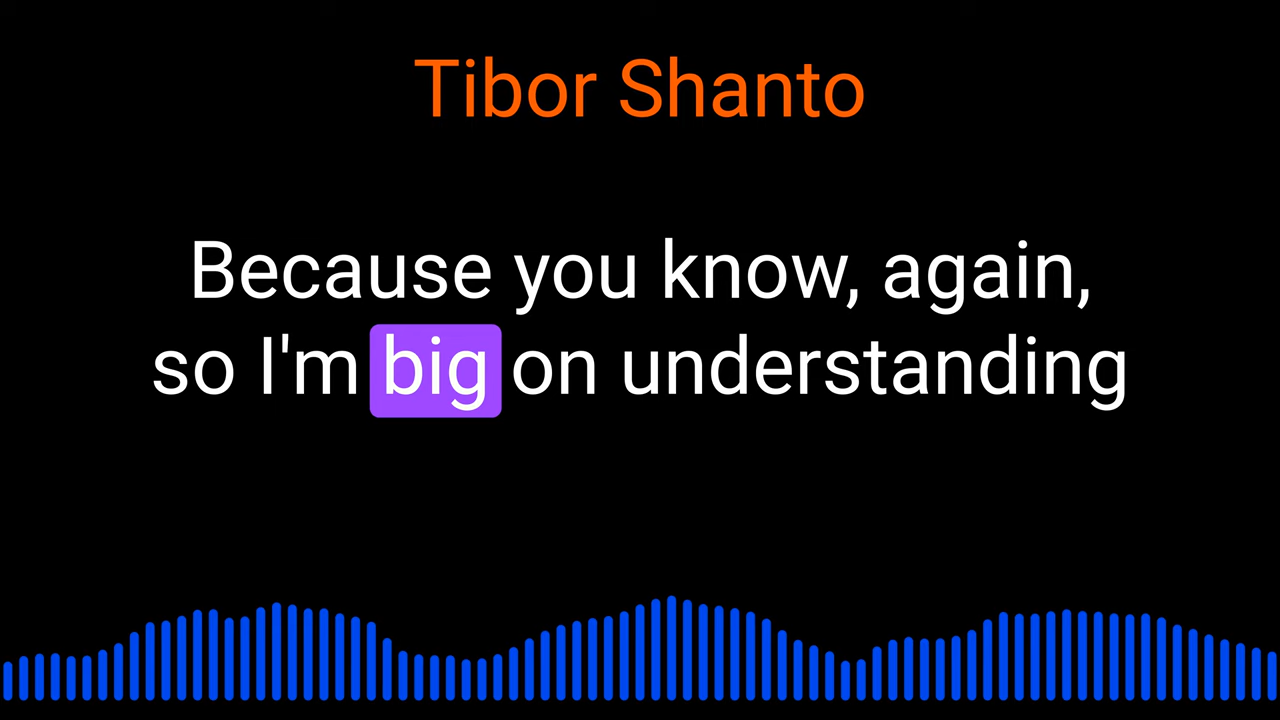 Tibor Shanto
Because you know, again,
so I'm big on understanding